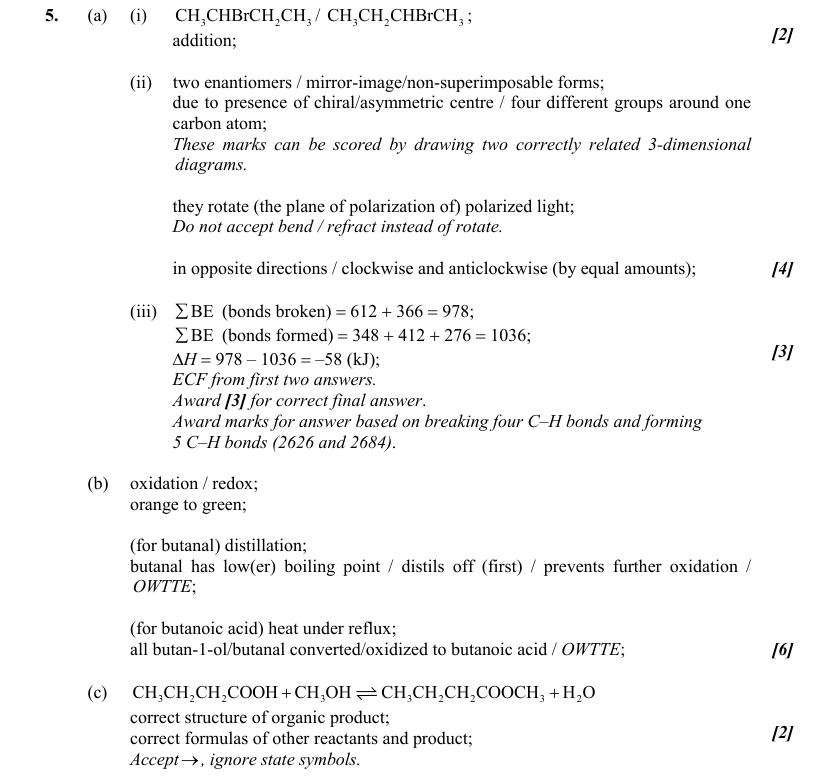 5. (a) (i) CH₃CHBrCH₂CH₃ / CH₃CH₂CHBrCH₃ ;
addition; [2]
(ii) two enantiomers / mirror-image/non-superimposable forms;
due to presence of chiral/asymmetric centre / four different groups around one
carbon atom;
These marks can be scored by drawing two correctly related 3-dimensional
diagrams.
they rotate (the plane of polarization of) polarized light;
Do not accept bend / refract instead of rotate.
in opposite directions / clockwise and anticlockwise (by equal amounts); [4]
(iii) ∑BE (bonds broken) = 612 + 366 = 978;
∑BE (bonds formed) = 348 + 412 + 276 = 1036;
ΔH = 978 – 1036 = –58 (kJ); [3]
ECF from first two answers.
Award [3] for correct final answer.
Award marks for answer based on breaking four C–H bonds and forming
5 C–H bonds (2626 and 2684).
(b) oxidation / redox;
orange to green;
(for butanal) distillation;
butanal has low(er) boiling point / distils off (first) / prevents further oxidation /
OWTTE;
(for butanoic acid) heat under reflux;
all butan-1-ol/butanal converted/oxidized to butanoic acid / OWTTE; [6]
(c) CH₃CH₂CH₂COOH + CH₃OH ⇌ CH₃CH₂CH₂COOCH₃ + H₂O
correct structure of organic product;
correct formulas of other reactants and product; [2]
Accept →, ignore state symbols.